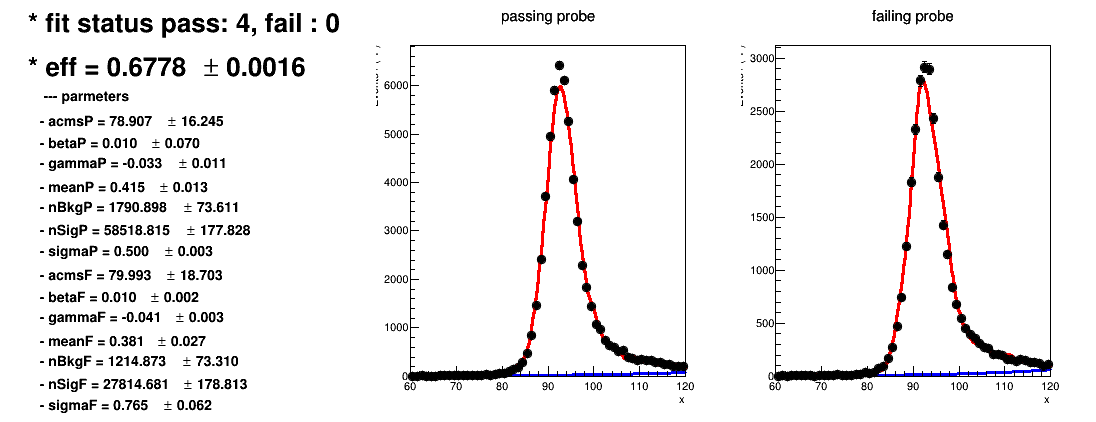 * fit status pass: 4, fail : 0
* eff = 0.6778 ± 0.0016
--- parmeters
- acmsP = 78.907 ± 16.245
- betaP = 0.010 ± 0.070
- gammaP = -0.033 ± 0.011
- meanP = 0.415 ± 0.013
- nBkgP = 1790.898 ± 73.611
- nSigP = 58518.815 ± 177.828
- sigmaP = 0.500 ± 0.003
- acmsF = 79.993 ± 18.703
- betaF = 0.010 ± 0.002
- gammaF = -0.041 ± 0.003
- meanF = 0.381 ± 0.027
- nBkgF = 1214.873 ± 73.310
- nSigF = 27814.681 ± 178.813
- sigmaF = 0.765 ± 0.062
passing probe
6000
5000
4000
3000
2000
1000
0
60 70 80 90 100 110 120
x
failing probe
3000
2500
2000
1500
1000
500
0
60 70 80 90 100 110 120
x